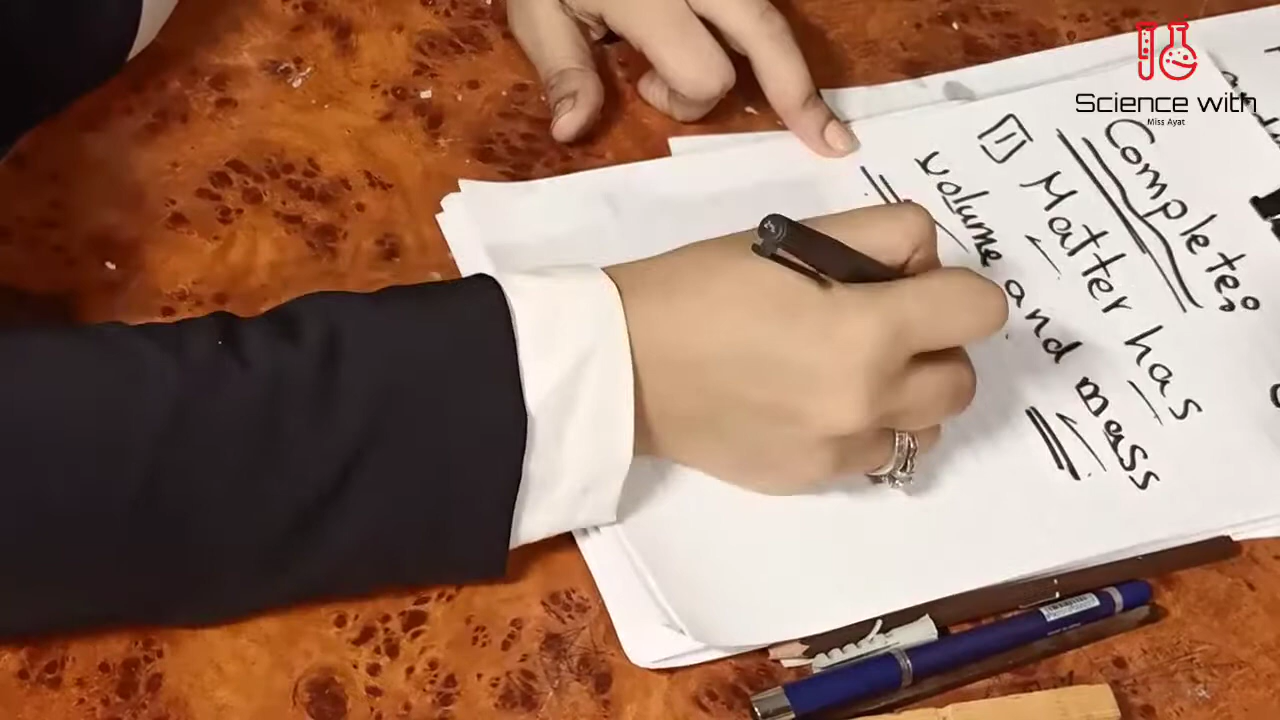 Science with
Miss Ayat
Complete:
1 Matter has
volume and mass